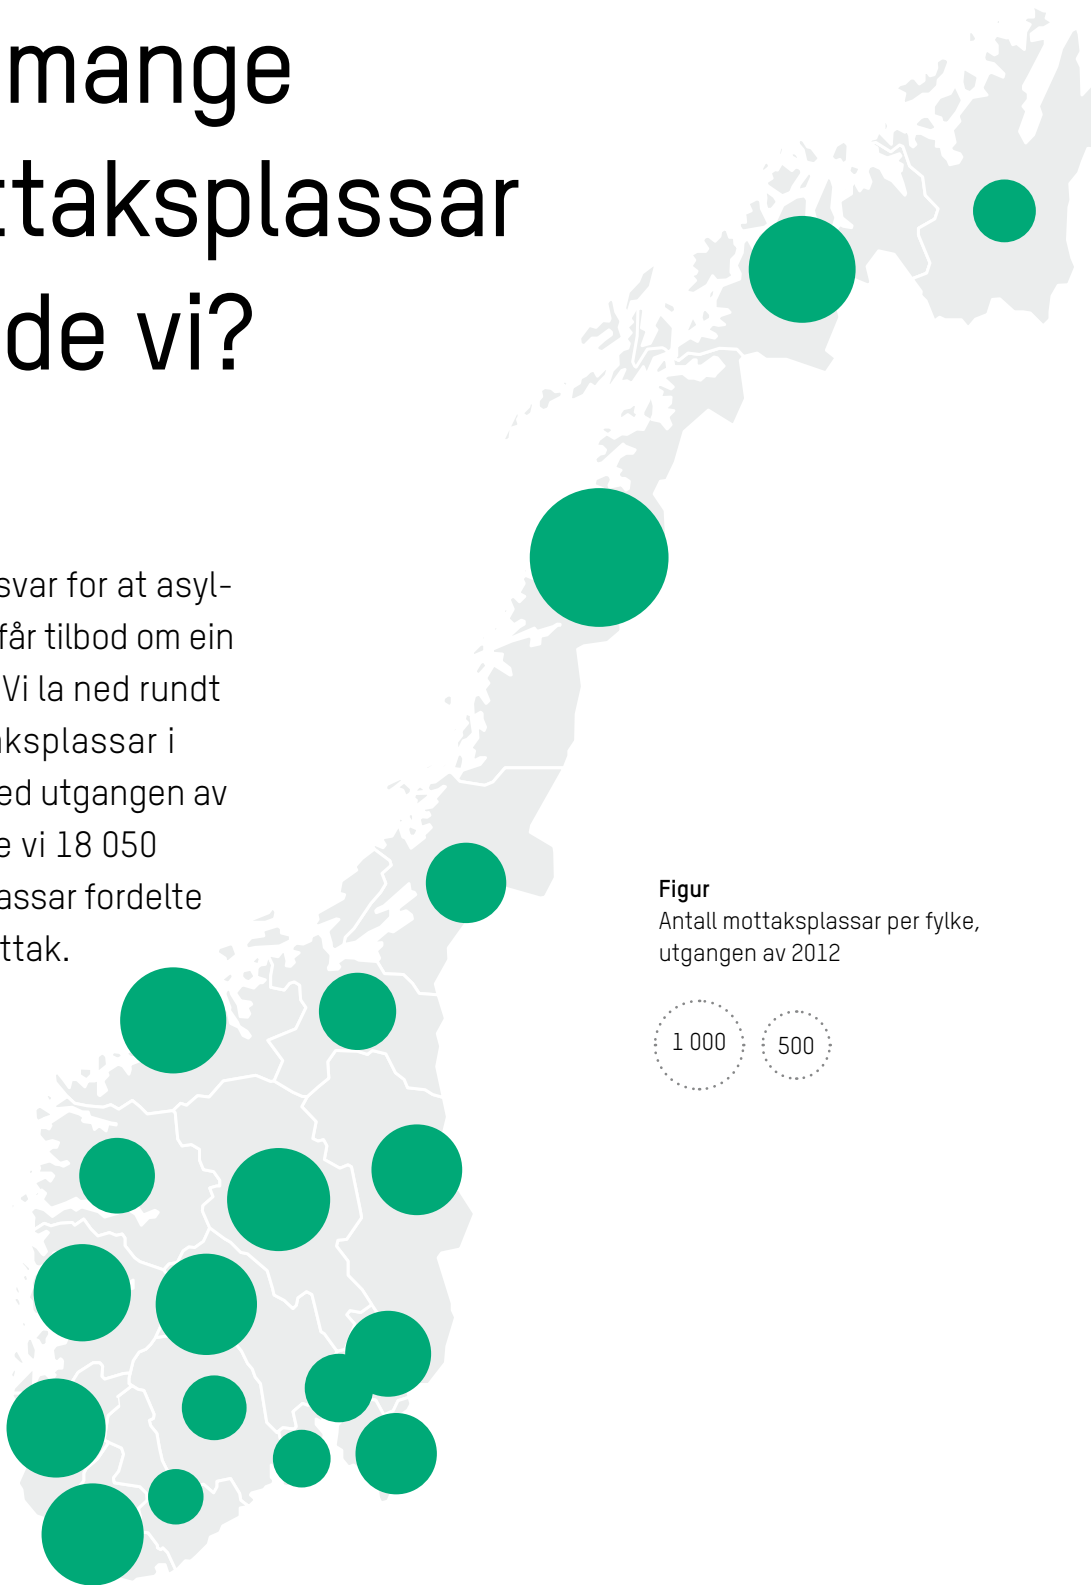 mange
ttaksplassar
de vi?
svar for at asyl-
får tilbod om ein
Vi la ned rundt
aksplassar i
ed utgangen av
e vi 18 050
assar fordelte
ttak.
Figur
Antall mottaksplassar per fylke,
utgangen av 2012
1 000
500